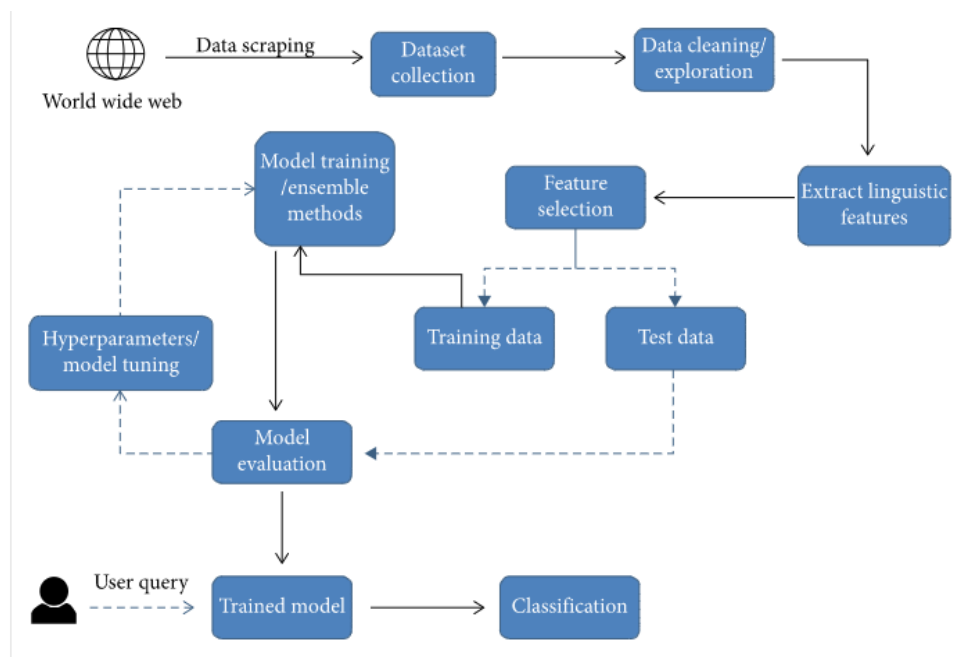 Data scraping
World wide web
Dataset
collection
Data cleaning/
exploration
Model training
/ensemble
methods
Feature
selection
Extract linguistic
features
Hyperparameters/
model tuning
Training data
Test data
Model
evaluation
User query
Trained model
Classification